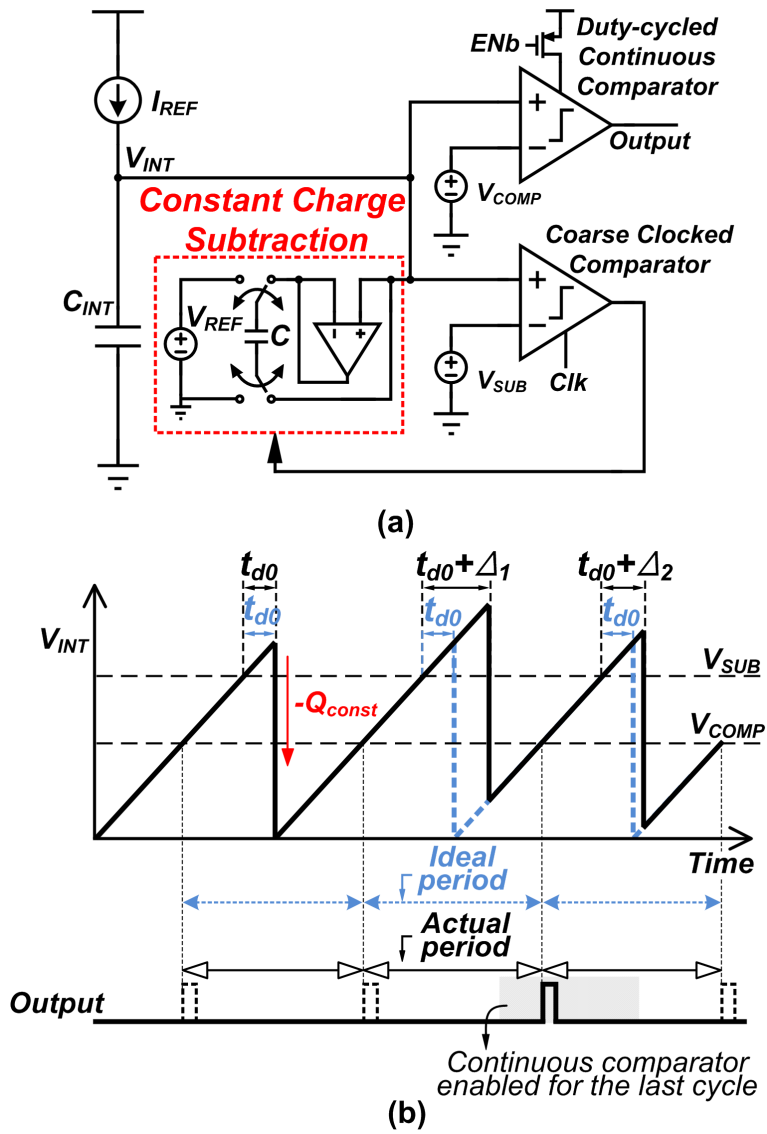 Duty-cycled
Continuous
Comparator
ENb
I_REF
+
−
Output
V_INT
V_COMP
Constant Charge
Subtraction
Coarse Clocked
Comparator
C_INT
V_REF
C
− +
+
−
V_SUB
Clk
(a)
t_d0 t_d0+Δ_1 t_d0+Δ_2
t_d0 t_d0 t_d0
V_INT
V_SUB
-Q_const
V_COMP
Time
Ideal
period
Actual
period
Output
Continuous comparator
enabled for the last cycle
(b)